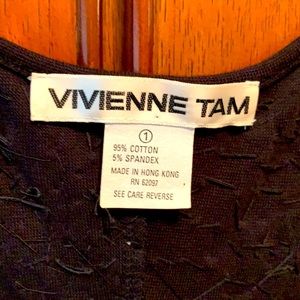 VIVIENNE TAM
1
95% COTTON
5% SPANDEX
MADE IN HONG KONG
RN 62097
SEE CARE REVERSE